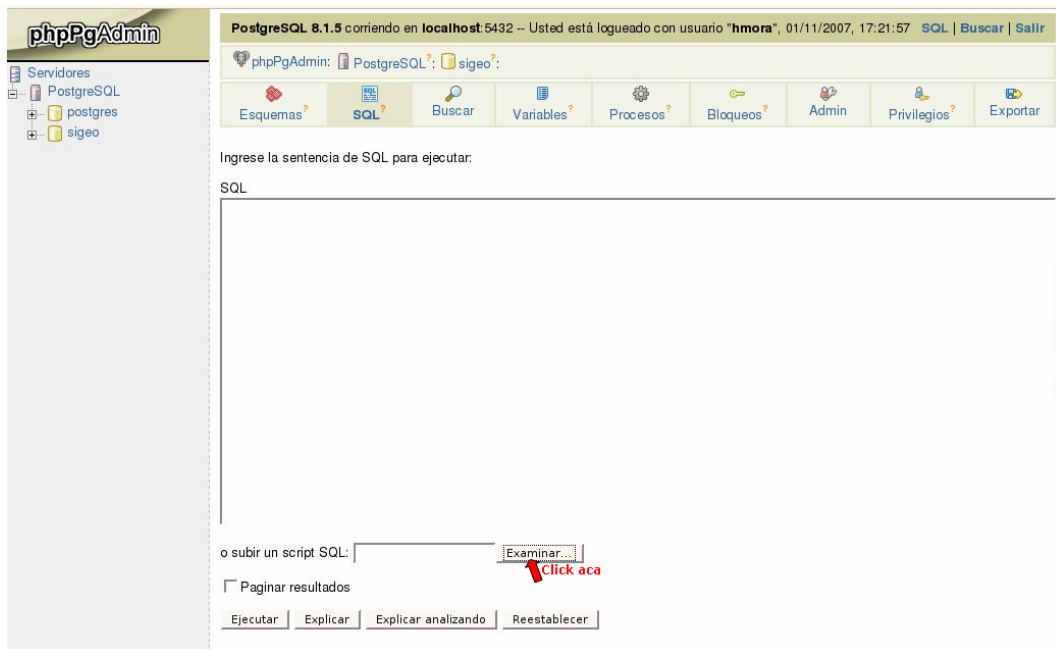 phpPgAdmin
Servidores
PostgreSQL
postgres
sigeo
PostgreSQL 8.1.5 corriendo en localhost:5432 -- Usted está logueado con usuario "hmora", 01/11/2007, 17:21:57 SQL | Buscar | Salir
phpPgAdmin: PostgreSQL?: sigeo?:
Esquemas? SQL? Buscar Variables? Procesos? Bloqueos? Admin Privilegios? Exportar
Ingrese la sentencia de SQL para ejecutar:
SQL
o subir un script SQL: Examinar...
Click aca
Paginar resultados
Ejecutar Explicar Explicar analizando Reestablecer